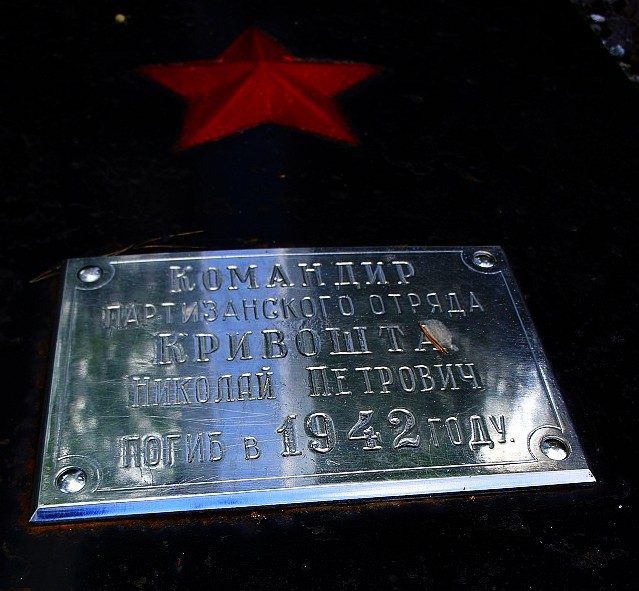 КОМАНДИР
ПАРТИЗАНСКОГО ОТРЯДА
КРИВОШТА
НИКОЛАЙ ПЕТРОВИЧ
ПОГИБ В 1942 ГОДУ.